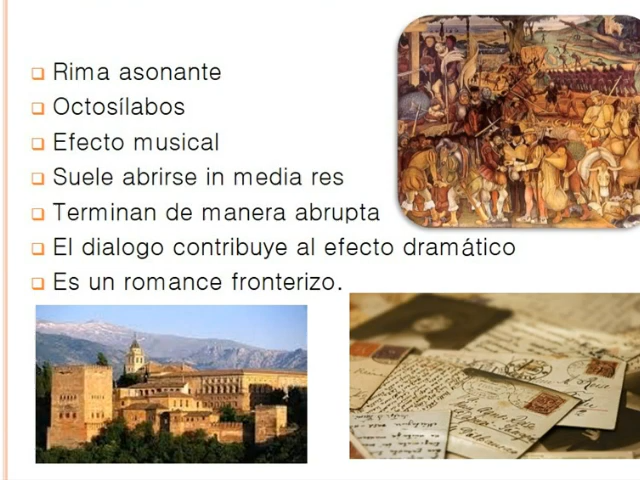 Rima asonante
Octosílabos
Efecto musical
Suele abrirse in media res
Terminan de manera abrupta
El dialogo contribuye al efecto dramático
Es un romance fronterizo.